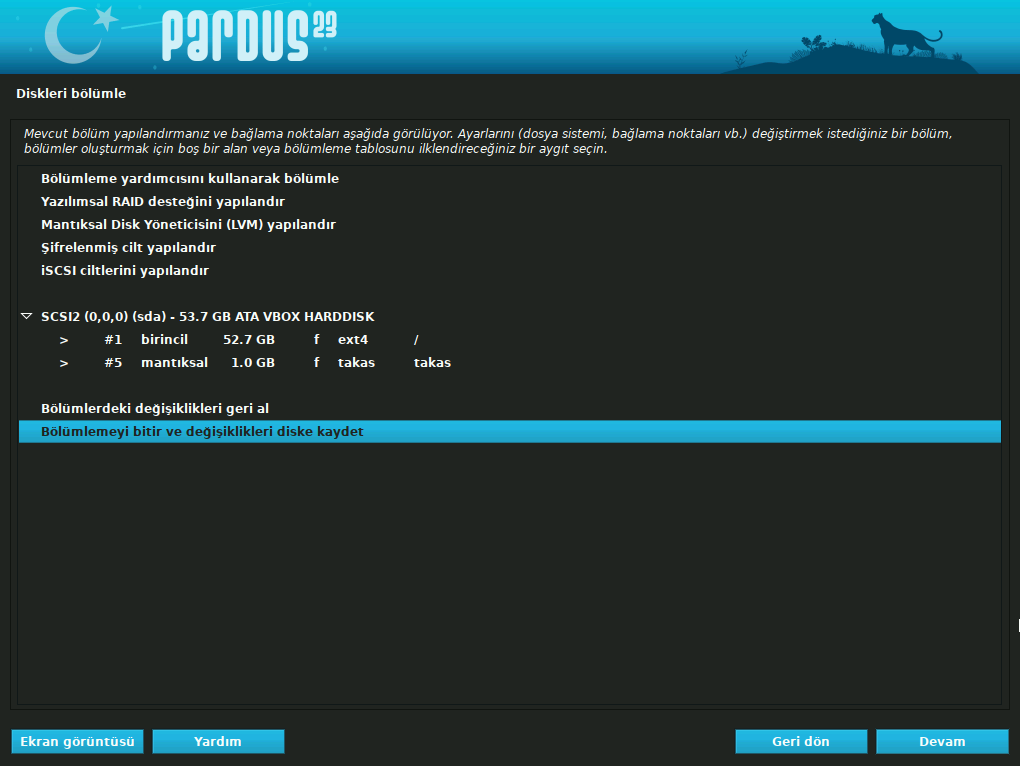 PARDUS 23
Diskleri bölümle
Mevcut bölüm yapılandırmanız ve bağlama noktaları aşağıda görülüyor. Ayarlarını (dosya sistemi, bağlama noktaları vb.) değiştirmek istediğiniz bir bölüm,
bölümler oluşturmak için boş bir alan veya bölümleme tablosunu ilklendireceğiniz bir aygıt seçin.
Bölümleme yardımcısını kullanarak bölümle
Yazılımsal RAID desteğini yapılandır
Mantıksal Disk Yöneticisini (LVM) yapılandır
Şifrelenmiş cilt yapılandır
iSCSI ciltlerini yapılandır
SCSI2 (0,0,0) (sda) - 53.7 GB ATA VBOX HARDDISK
> #1 birincil 52.7 GB f ext4 /
> #5 mantıksal 1.0 GB f takas takas
Bölümlerdeki değişiklikleri geri al
Bölümlemeyi bitir ve değişiklikleri diske kaydet
Ekran görüntüsü Yardım Geri dön Devam